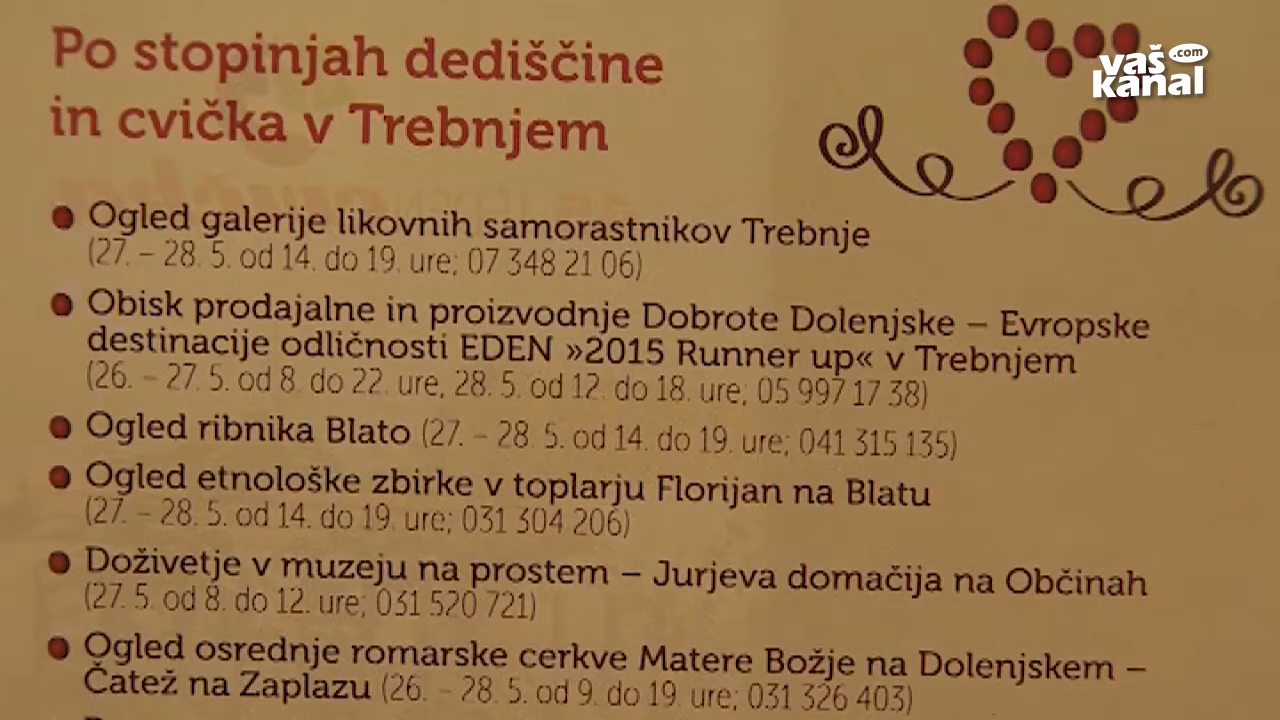 Po stopinjah dediščine
in cvička v Trebnjem
vaš .com
kanal
Ogled galerije likovnih samorastnikov Trebnje
(27. – 28. 5. od 14. do 19. ure; 07 348 21 06)
Obisk prodajalne in proizvodnje Dobrote Dolenjske – Evropske
destinacije odličnosti EDEN »2015 Runner up« v Trebnjem
(26. – 27. 5. od 8. do 22. ure, 28. 5. od 12. do 18. ure; 05 997 17 38)
Ogled ribnika Blato (27. – 28. 5. od 14. do 19. ure; 041 315 135)
Ogled etnološke zbirke v toplarju Florijan na Blatu
(27. – 28. 5. od 14. do 19. ure; 031 304 206)
Doživetje v muzeju na prostem – Jurjeva domačija na Občinah
(27. 5. od 8. do 12. ure; 031 520 721)
Ogled osrednje romarske cerkve Matere Božje na Dolenjskem –
Čatež na Zaplazu (26. – 28. 5. od 9. do 19. ure; 031 326 403)